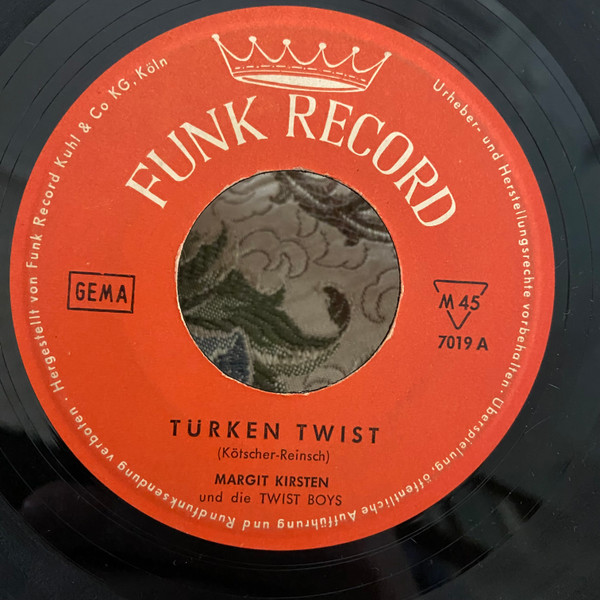 FUNK RECORD
GEMA
M 45
7019 A
TÜRKEN TWIST
(Kötscher-Reinsch)
MARGIT KIRSTEN
und die TWIST BOYS
Urheber- und Herstellungsrechte vorbehalten · Überspielung, öffentliche Aufführung und Rundfunksendung verboten · Hergestellt von Funk Record Kuhl & Co KG, Köln